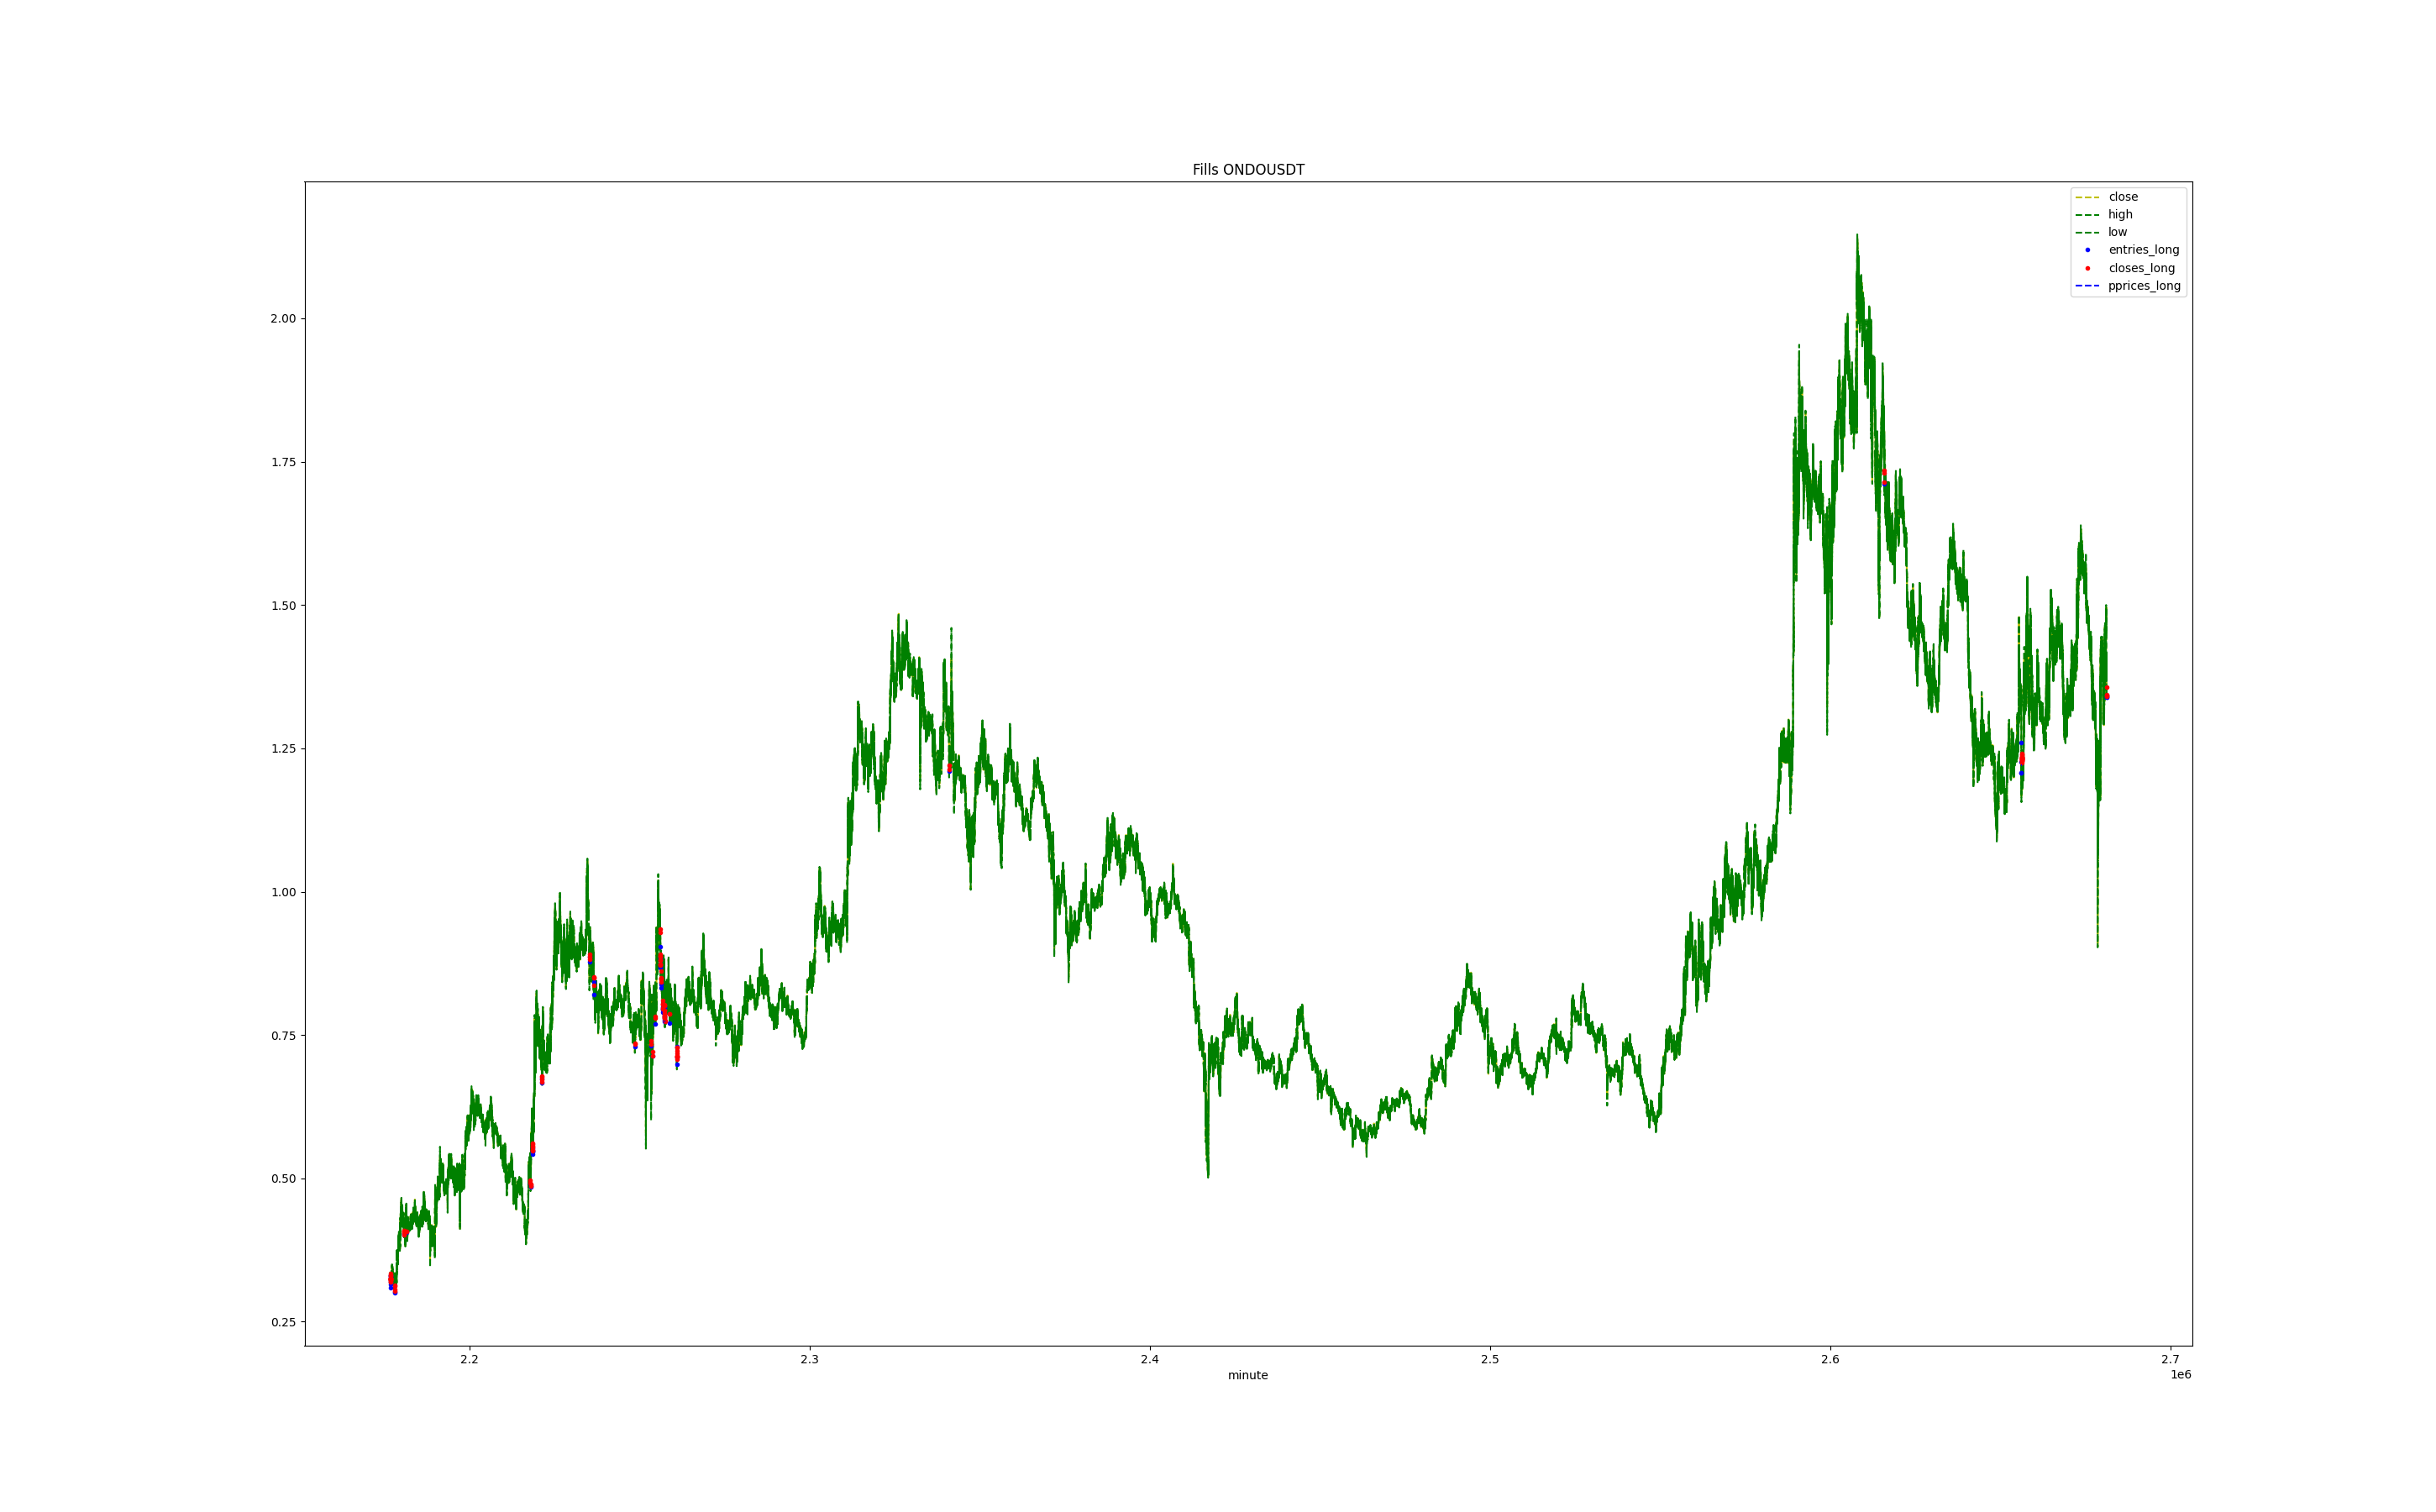 Fills ONDOUSDT
close
high
low
entries_long
closes_long
pprices_long
2.00
1.75
1.50
1.25
1.00
0.75
0.50
0.25
2.2 2.3 2.4 2.5 2.6 2.7
minute 1e6